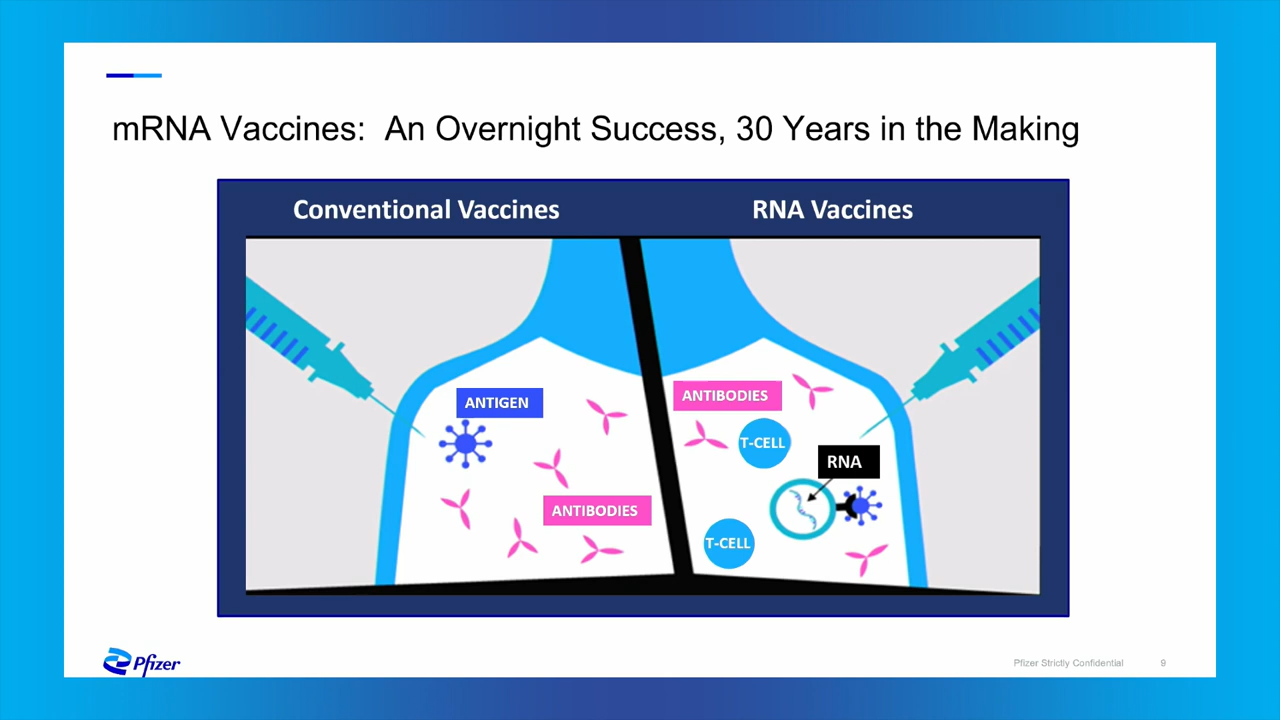 mRNA Vaccines: An Overnight Success, 30 Years in the Making
Conventional Vaccines
RNA Vaccines
ANTIGEN
ANTIBODIES
ANTIBODIES
T-CELL
RNA
T-CELL
Pfizer
Pfizer Strictly Confidential
9